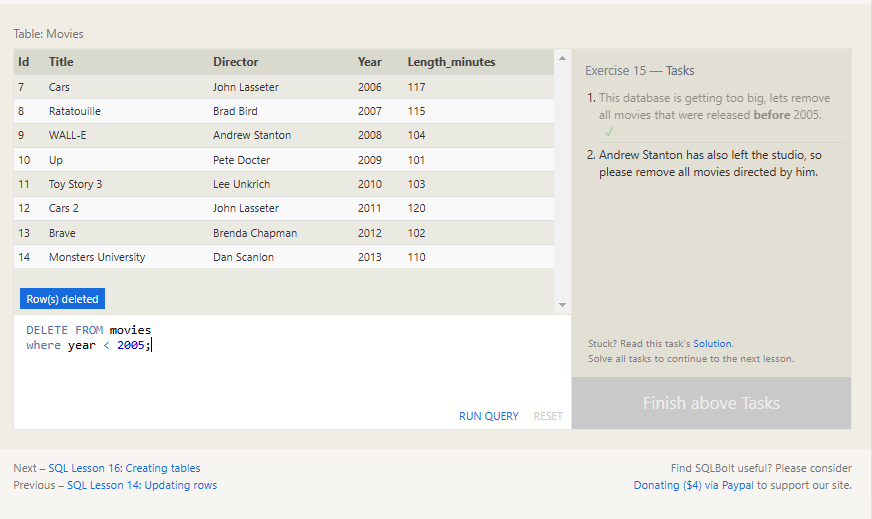 Table: Movies
Id Title Director Year Length_minutes
7 Cars John Lasseter 2006 117
8 Ratatouille Brad Bird 2007 115
9 WALL-E Andrew Stanton 2008 104
10 Up Pete Docter 2009 101
11 Toy Story 3 Lee Unkrich 2010 103
12 Cars 2 John Lasseter 2011 120
13 Brave Brenda Chapman 2012 102
14 Monsters University Dan Scanlon 2013 110
Row(s) deleted
DELETE FROM movies
where year < 2005;
RUN QUERY RESET
Exercise 15 — Tasks
1. This database is getting too big, lets remove
all movies that were released before 2005.
✓
2. Andrew Stanton has also left the studio, so
please remove all movies directed by him.
Stuck? Read this task's Solution.
Solve all tasks to continue to the next lesson.
Finish above Tasks
Next – SQL Lesson 16: Creating tables
Previous – SQL Lesson 14: Updating rows
Find SQLBolt useful? Please consider
Donating ($4) via Paypal to support our site.